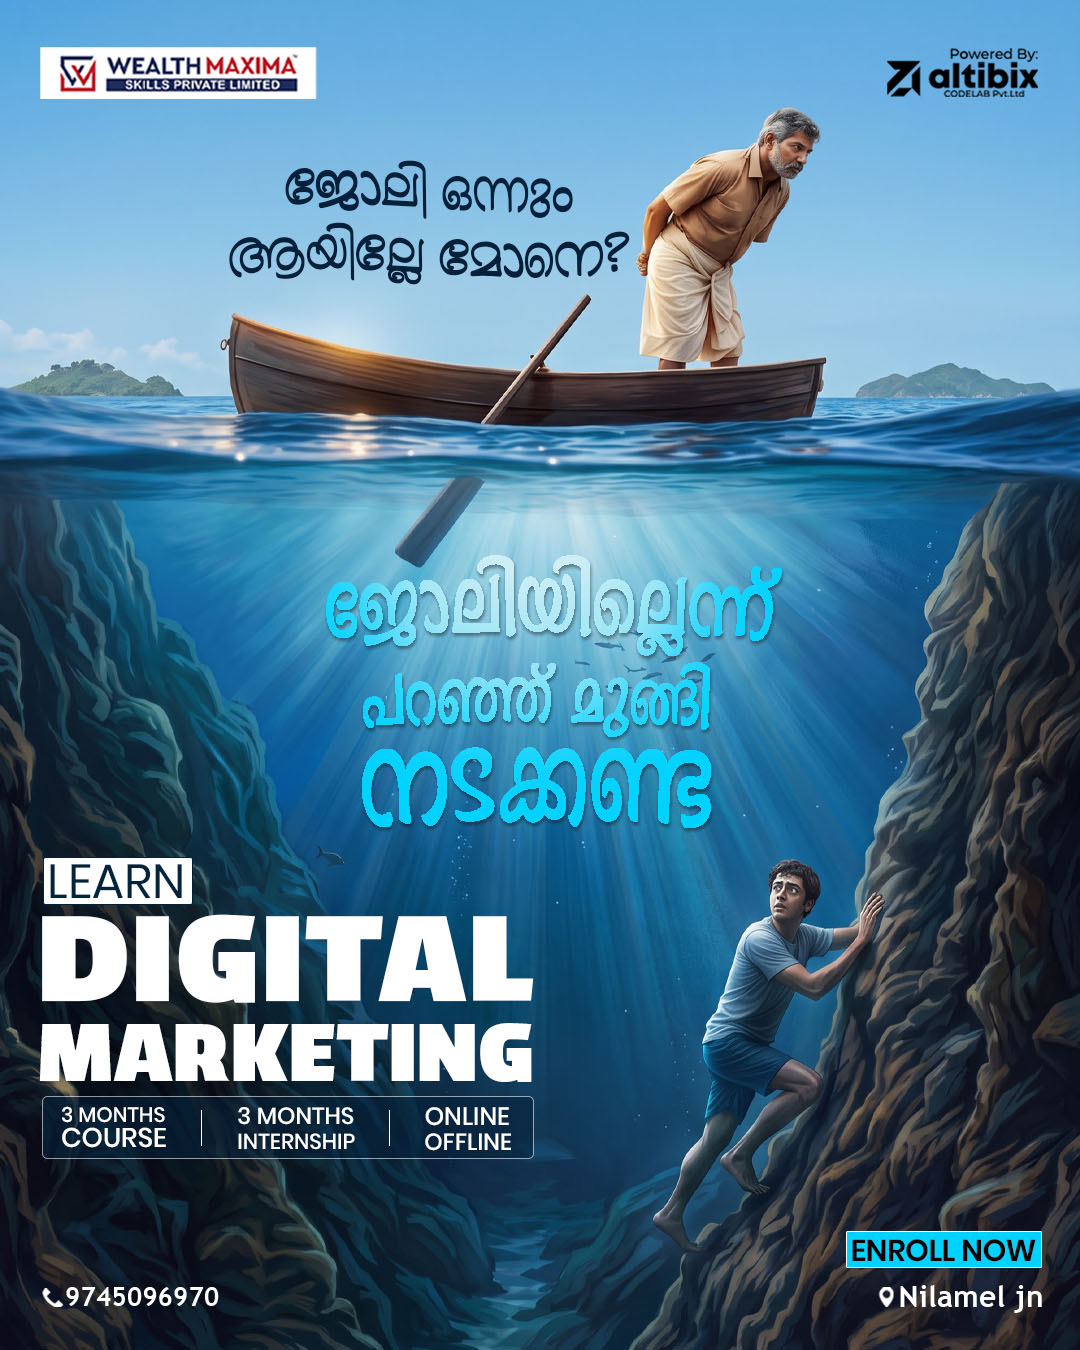 WEALTH MAXIMA™
SKILLS PRIVATE LIMITED
Powered By:
altibix
CODELAB Pvt.Ltd
ജോലി ഒന്നും
ആയില്ലേ മോനെ?
ജോലിയില്ലെന്ന്
പറഞ്ഞ് മുങ്ങി
നടക്കണ്ട
LEARN
DIGITAL
MARKETING
3 MONTHS
COURSE
3 MONTHS
INTERNSHIP
ONLINE
OFFLINE
ENROLL NOW
9745096970
Nilamel jn